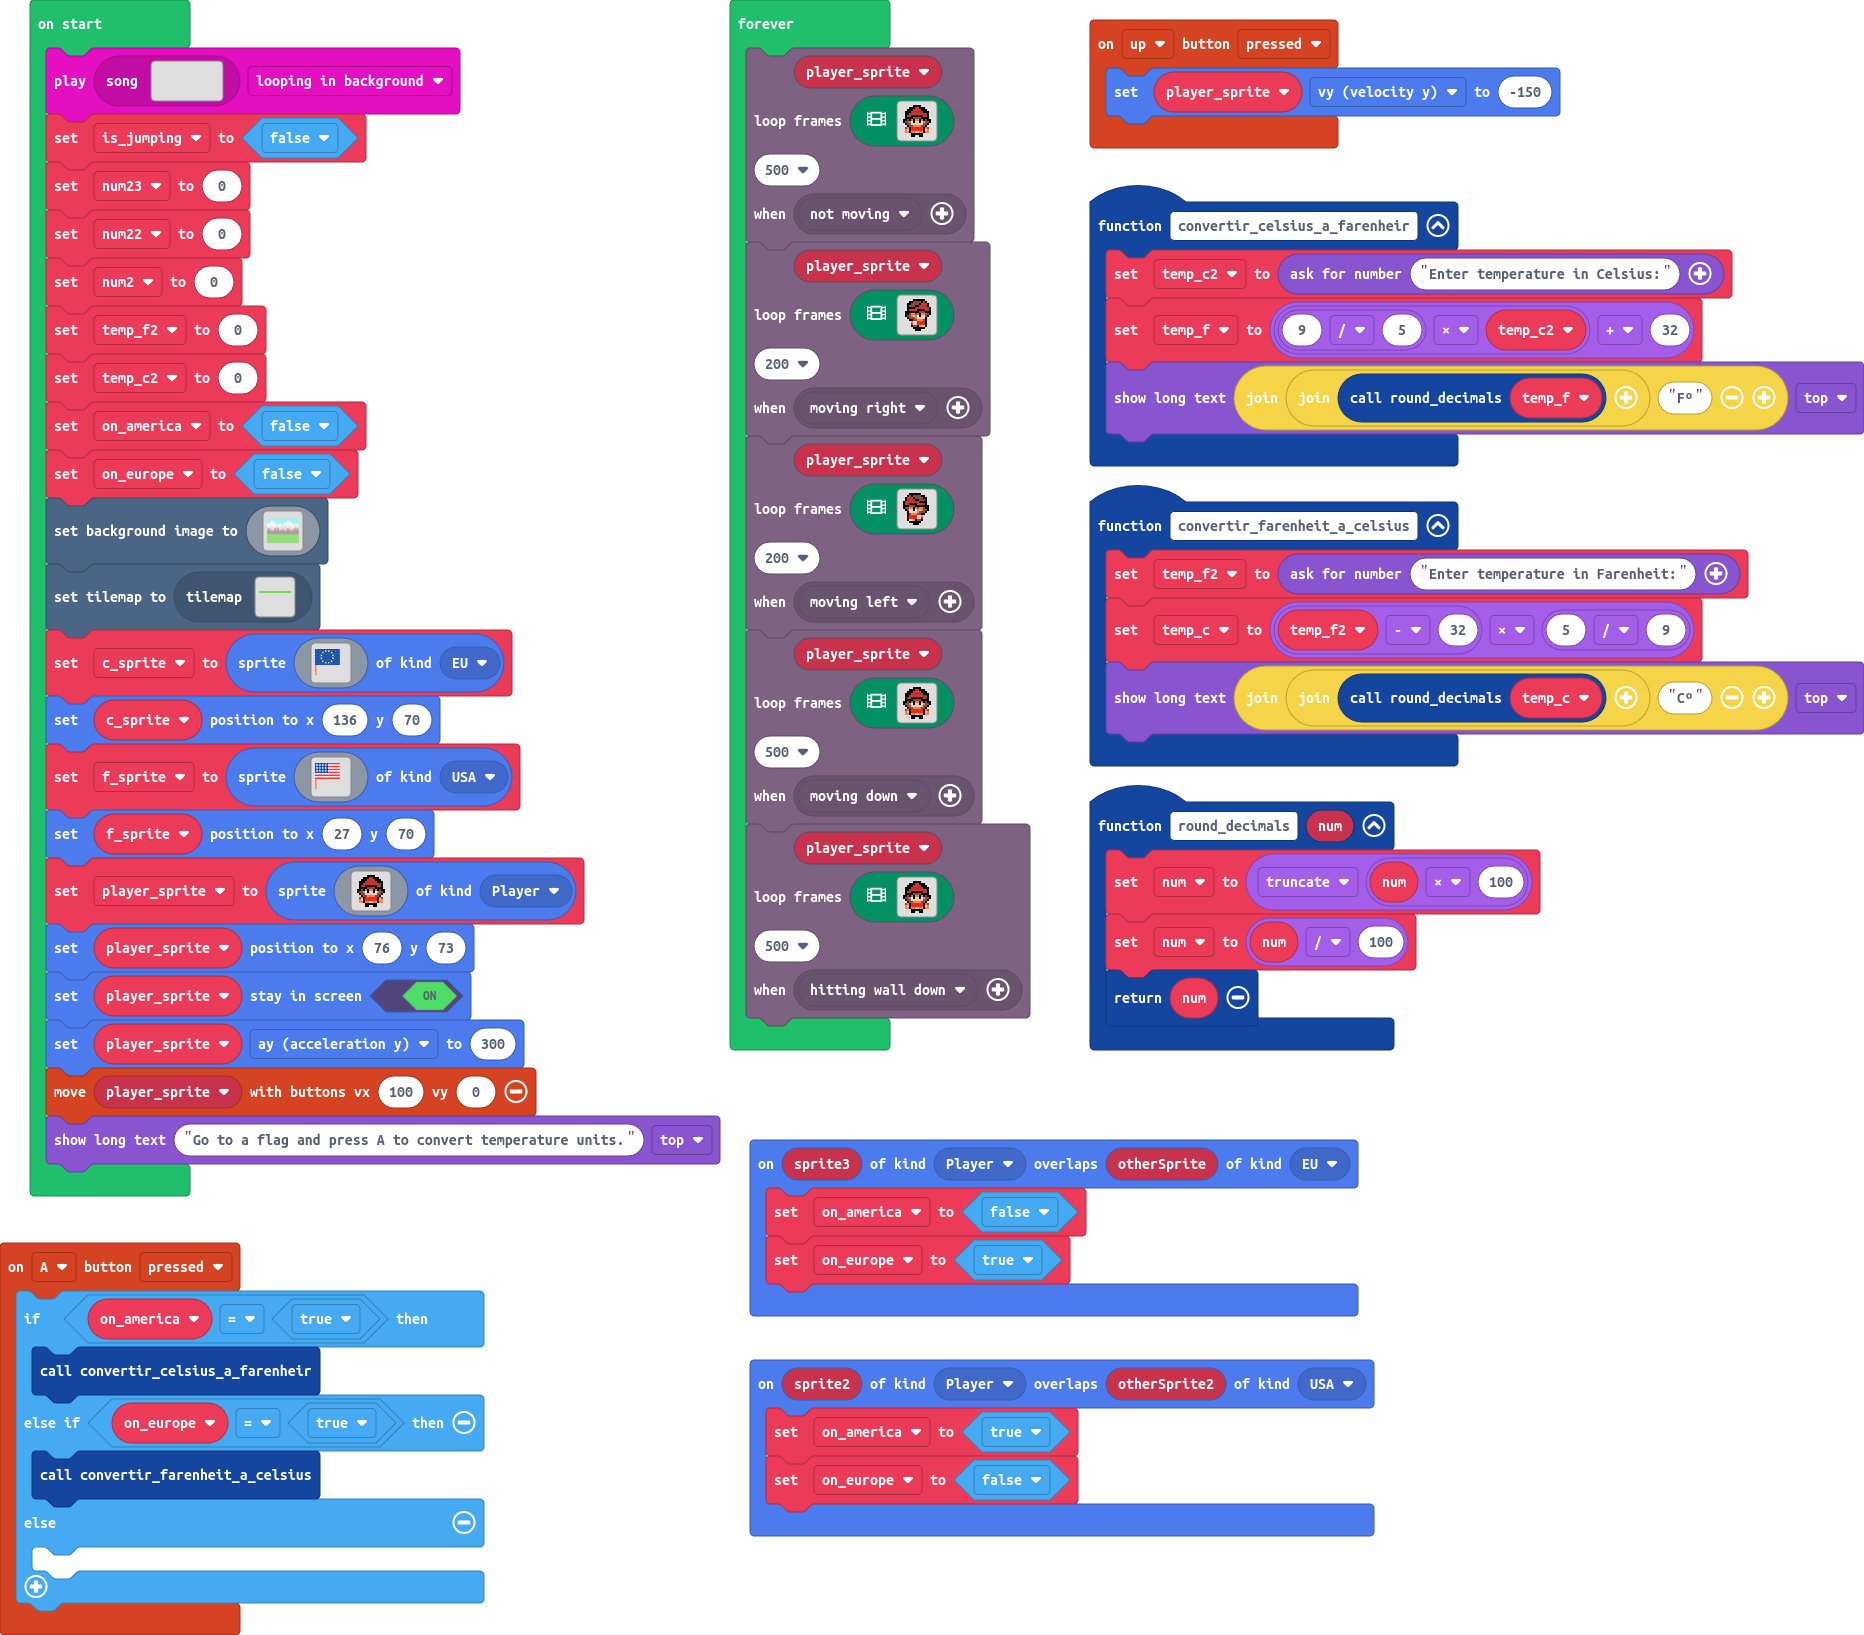 on start
play song looping in background
set is_jumping to false
set num23 to 0
set num22 to 0
set num2 to 0
set temp_f2 to 0
set temp_c2 to 0
set on_america to false
set on_europe to false
set background image to
set tilemap to tilemap
set c_sprite to sprite of kind EU
set c_sprite position to x 136 y 70
set f_sprite to sprite of kind USA
set f_sprite position to x 27 y 70
set player_sprite to sprite of kind Player
set player_sprite position to x 76 y 73
set player_sprite stay in screen ON
set player_sprite ay (acceleration y) to 300
move player_sprite with buttons vx 100 vy 0
show long text "Go to a flag and press A to convert temperature units." top
on A button pressed
if on_america = true then
call convertir_celsius_a_farenheir
else if on_europe = true then
call convertir_farenheit_a_celsius
else
forever
player_sprite
loop frames
500
when not moving
player_sprite
loop frames
200
when moving right
player_sprite
loop frames
200
when moving left
player_sprite
loop frames
500
when moving down
player_sprite
loop frames
500
when hitting wall down
on up button pressed
set player_sprite vy (velocity y) to -150
function convertir_celsius_a_farenheir
set temp_c2 to ask for number "Enter temperature in Celsius:"
set temp_f to 9 / 5 × temp_c2 + 32
show long text join join call round_decimals temp_f "Fº" top
function convertir_farenheit_a_celsius
set temp_f2 to ask for number "Enter temperature in Farenheit:"
set temp_c to temp_f2 - 32 × 5 / 9
show long text join join call round_decimals temp_c "Cº" top
function round_decimals num
set num to truncate num × 100
set num to num / 100
return num
on sprite3 of kind Player overlaps otherSprite of kind EU
set on_america to false
set on_europe to true
on sprite2 of kind Player overlaps otherSprite2 of kind USA
set on_america to true
set on_europe to false